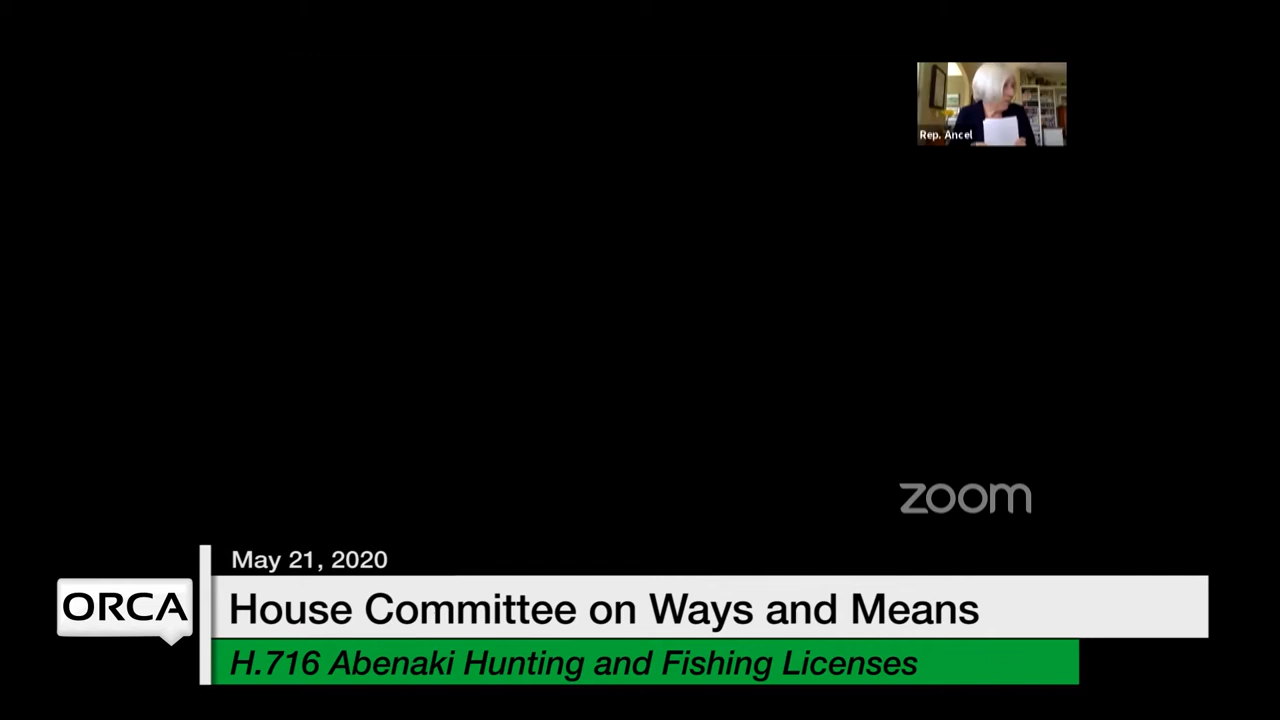 Rep. Ancel
zoom
May 21, 2020
ORCA
House Committee on Ways and Means
H.716 Abenaki Hunting and Fishing Licenses